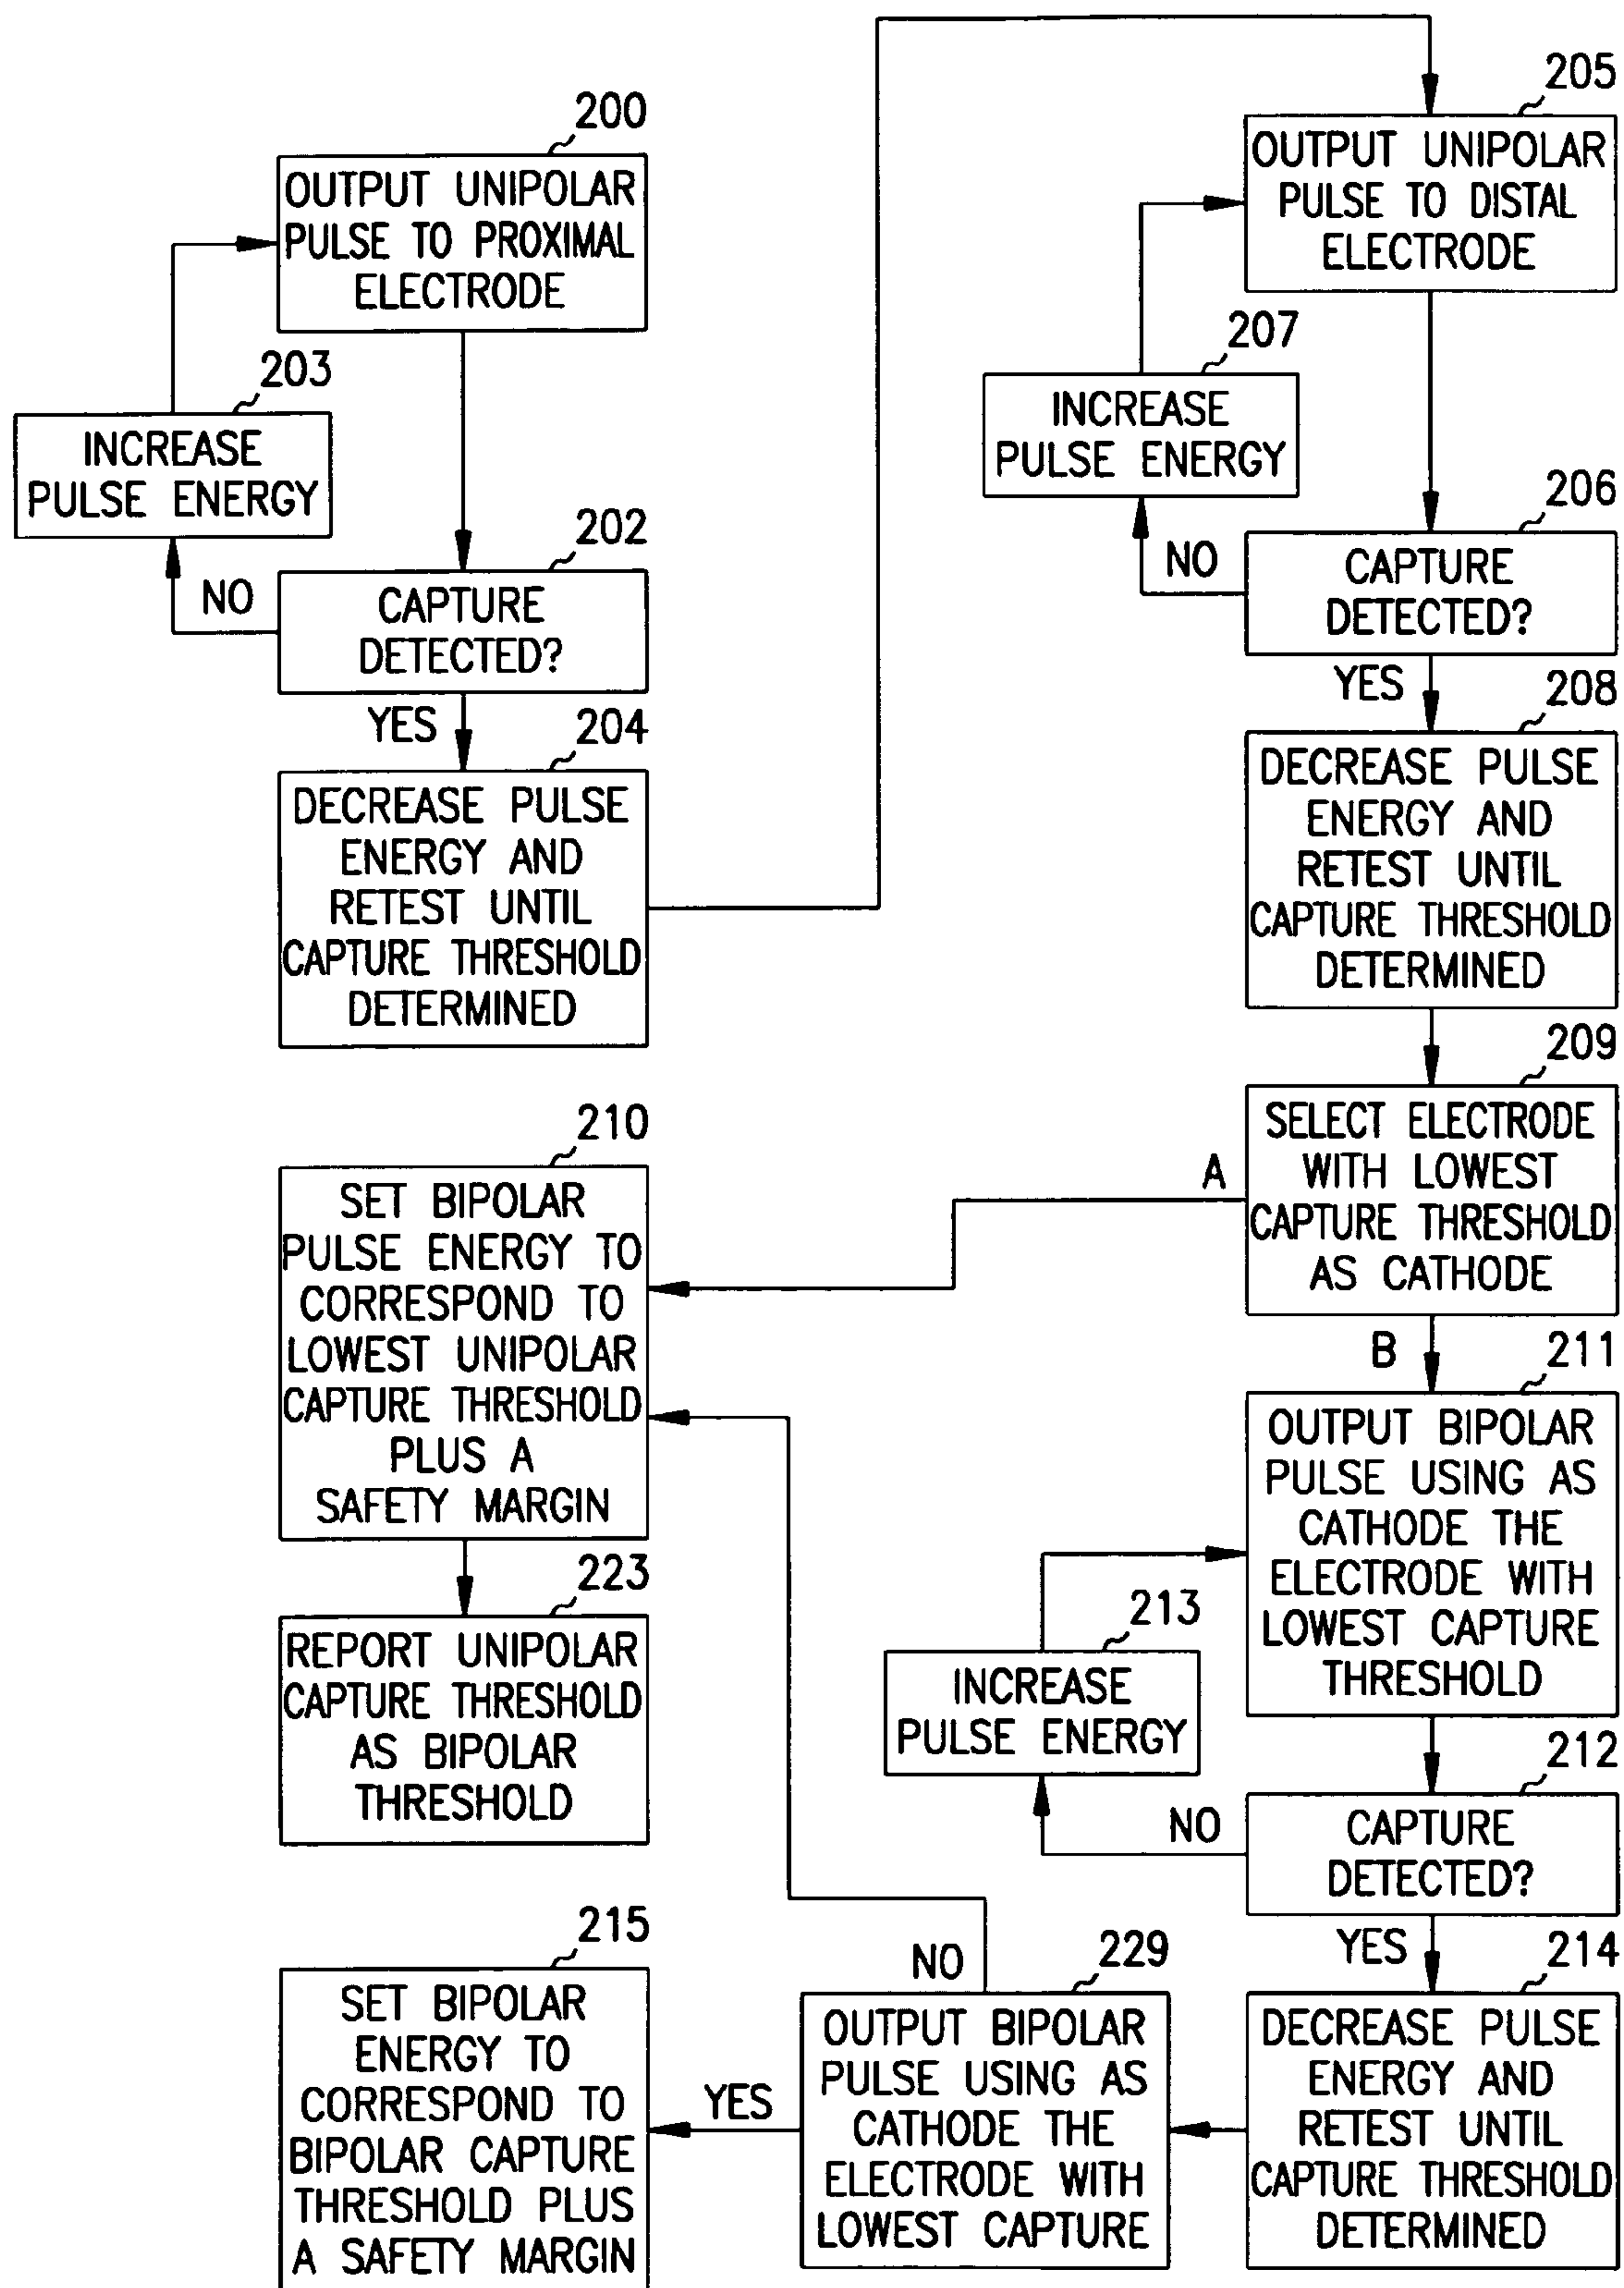 200
OUTPUT UNIPOLAR
PULSE TO PROXIMAL
ELECTRODE
203
INCREASE
PULSE ENERGY
202
NO
CAPTURE
DETECTED?
YES
204
DECREASE PULSE
ENERGY AND
RETEST UNTIL
CAPTURE THRESHOLD
DETERMINED
205
OUTPUT UNIPOLAR
PULSE TO DISTAL
ELECTRODE
207
INCREASE
PULSE ENERGY
206
NO
CAPTURE
DETECTED?
YES
208
DECREASE PULSE
ENERGY AND
RETEST UNTIL
CAPTURE THRESHOLD
DETERMINED
209
SELECT ELECTRODE
WITH LOWEST
CAPTURE THRESHOLD
AS CATHODE
A
210
SET BIPOLAR
PULSE ENERGY TO
CORRESPOND TO
LOWEST UNIPOLAR
CAPTURE THRESHOLD
PLUS A
SAFETY MARGIN
223
REPORT UNIPOLAR
CAPTURE THRESHOLD
AS BIPOLAR
THRESHOLD
B
211
OUTPUT BIPOLAR
PULSE USING AS
CATHODE THE
ELECTRODE WITH
LOWEST CAPTURE
THRESHOLD
213
INCREASE
PULSE ENERGY
212
NO
CAPTURE
DETECTED?
YES
214
DECREASE PULSE
ENERGY AND
RETEST UNTIL
CAPTURE THRESHOLD
DETERMINED
229
NO
OUTPUT BIPOLAR
PULSE USING AS
CATHODE THE
ELECTRODE WITH
LOWEST CAPTURE
YES
215
SET BIPOLAR
ENERGY TO
CORRESPOND TO
BIPOLAR CAPTURE
THRESHOLD PLUS
A SAFETY MARGIN